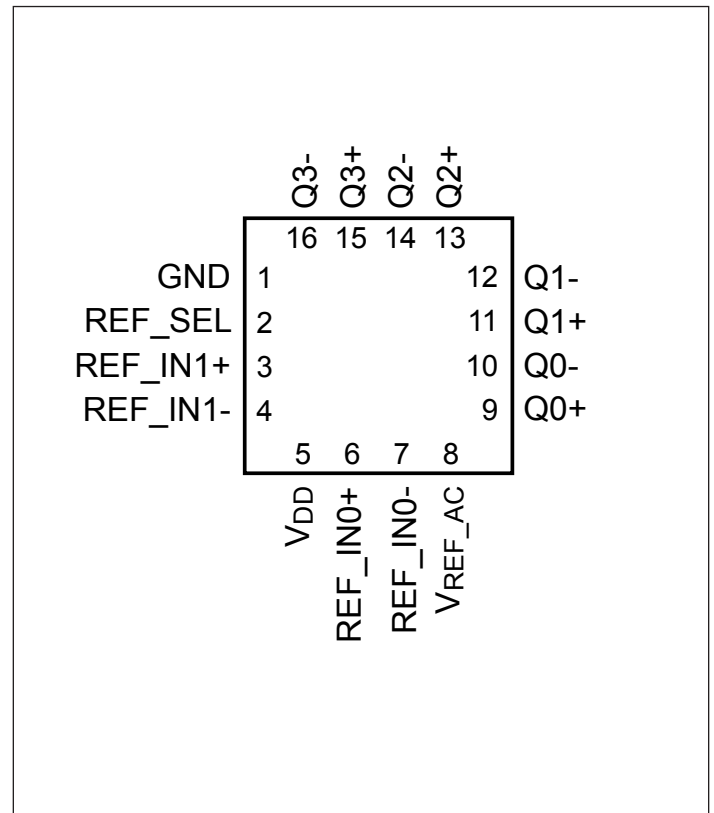 Q3- Q3+ Q2- Q2+
16 15 14 13
GND 1 12 Q1-
REF_SEL 2 11 Q1+
REF_IN1+ 3 10 Q0-
REF_IN1- 4 9 Q0+
5 6 7 8
VDD REF_IN0+ REF_IN0- VREF_AC